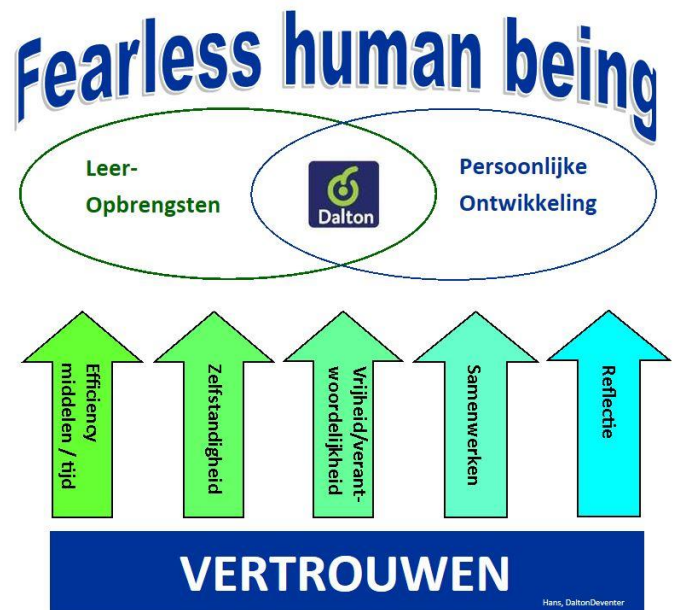 Fearless human being
Leer-
Opbrengsten
Dalton
Persoonlijke
Ontwikkeling
Efficiency
middelen / tijd
Zelfstandigheid
Vrijheid/verant-
woordelijkheid
Samenwerken
Reflectie
VERTROUWEN
Hans, DaltonDeventer